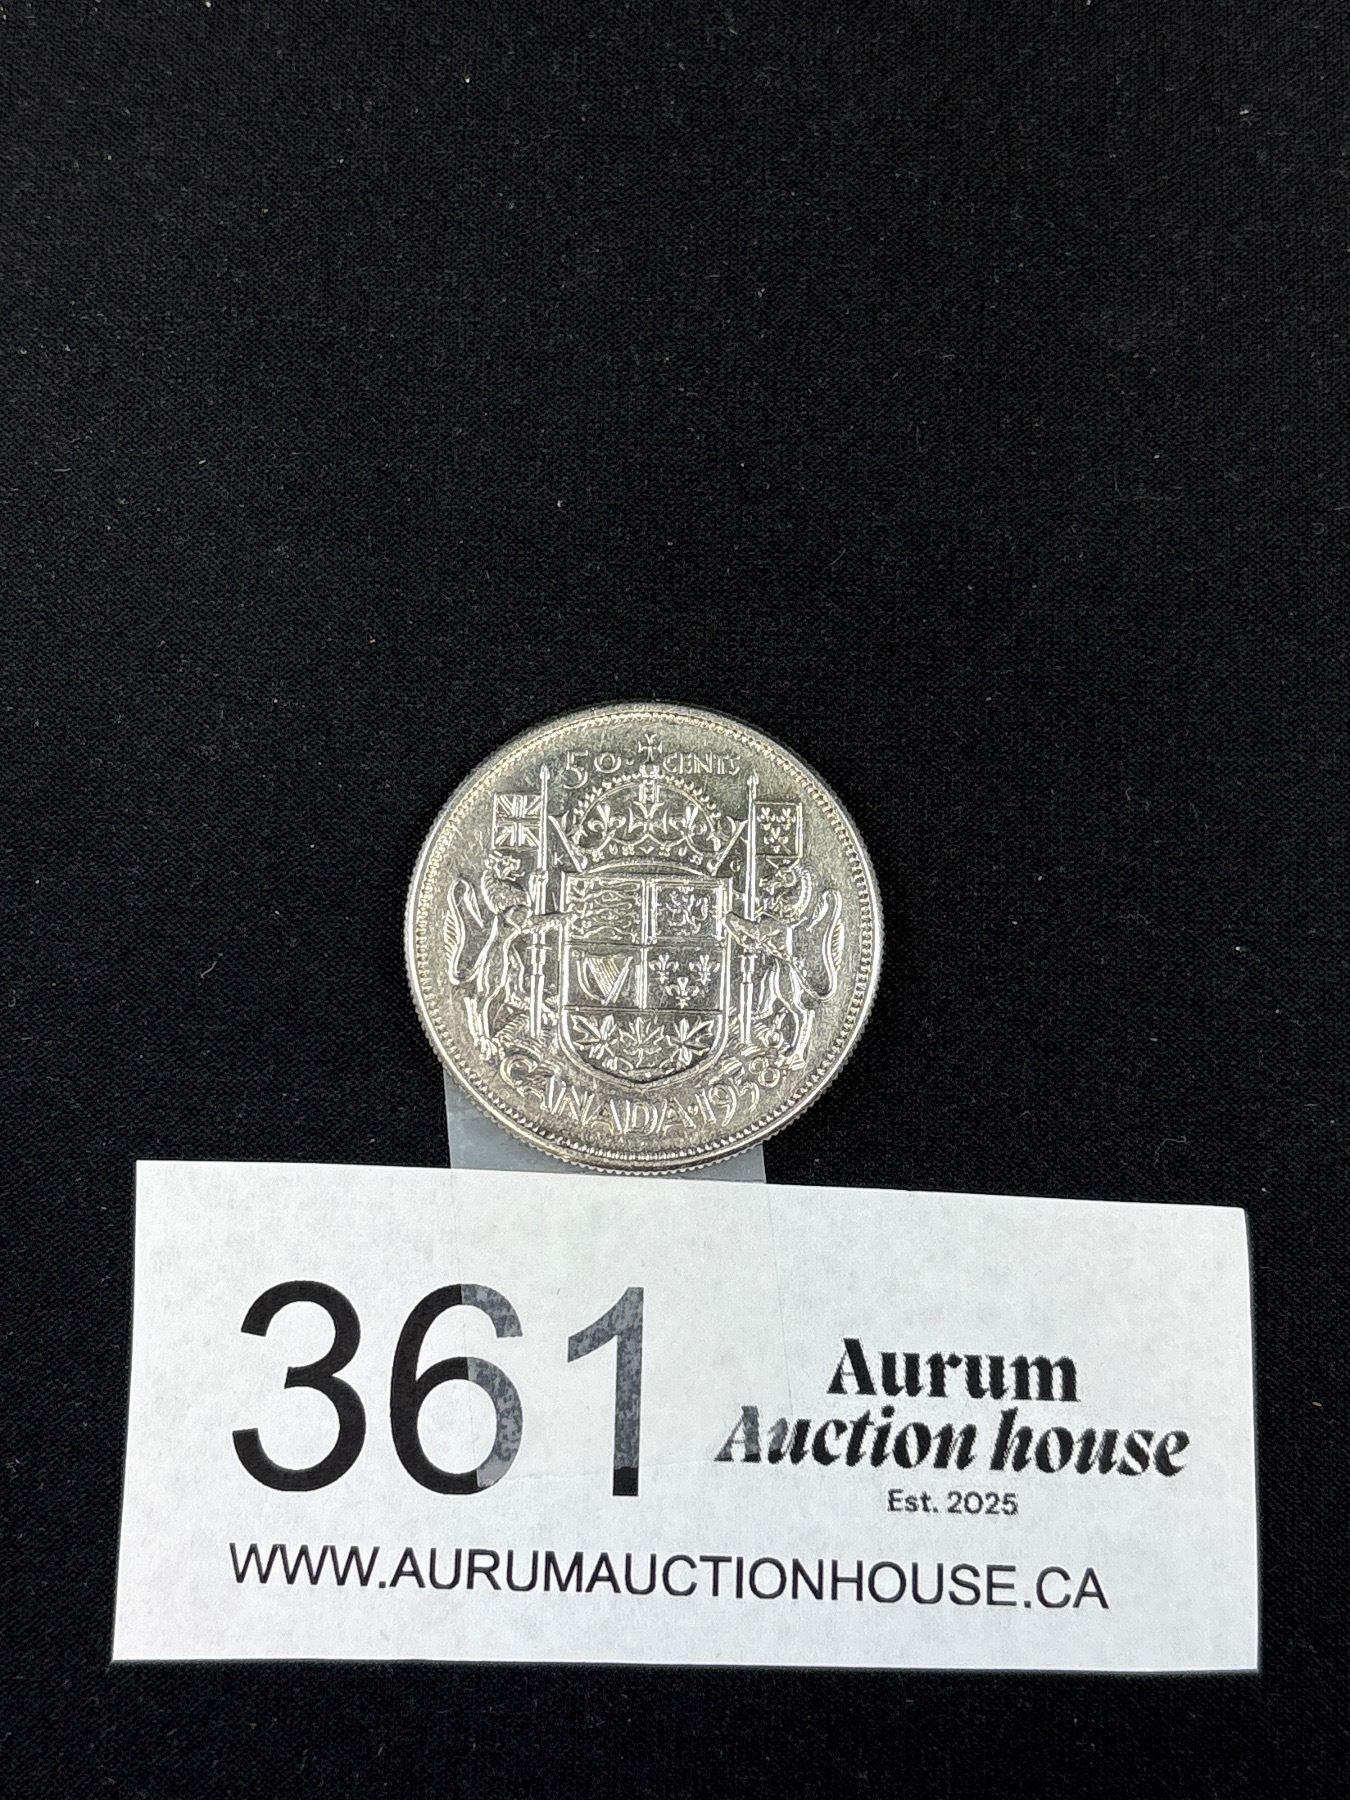 50 CENTS
K G
CANADA·1958
361
Aurum
Auction house
Est. 2025
WWW.AURUMAUCTIONHOUSE.CA